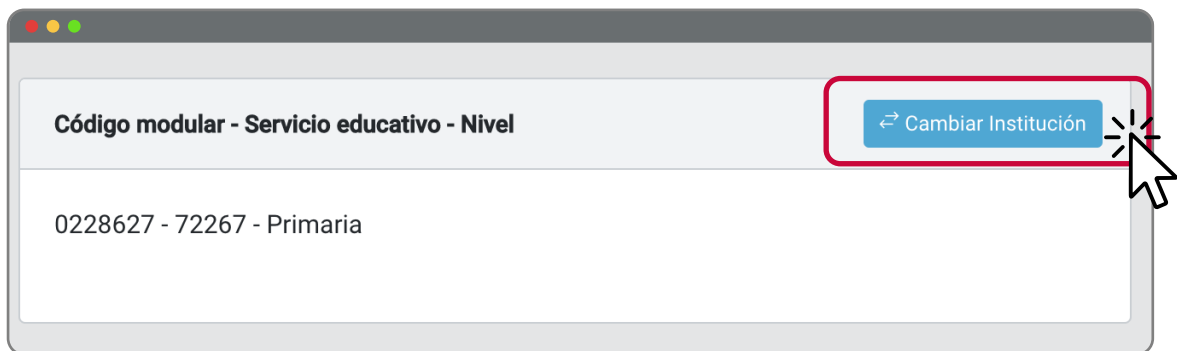 Código modular - Servicio educativo - Nivel
Cambiar Institución
0228627 - 72267 - Primaria